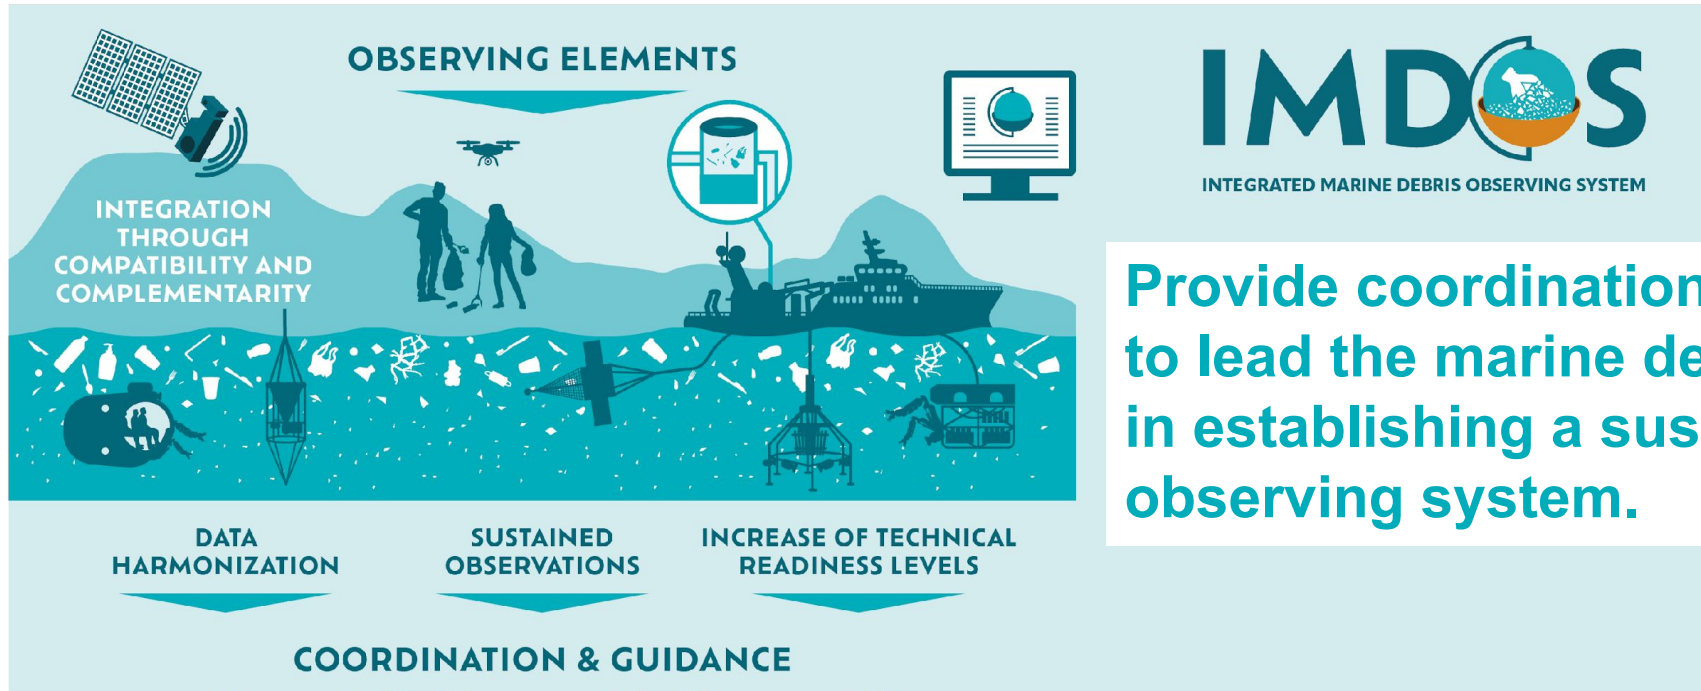 OBSERVING ELEMENTS
INTEGRATION
THROUGH
COMPATIBILITY AND
COMPLEMENTARITY
DATA
HARMONIZATION
SUSTAINED
OBSERVATIONS
INCREASE OF TECHNICAL
READINESS LEVELS
COORDINATION & GUIDANCE
IMDOS
INTEGRATED MARINE DEBRIS OBSERVING SYSTEM
Provide coordination
to lead the marine de
in establishing a sus
observing system.